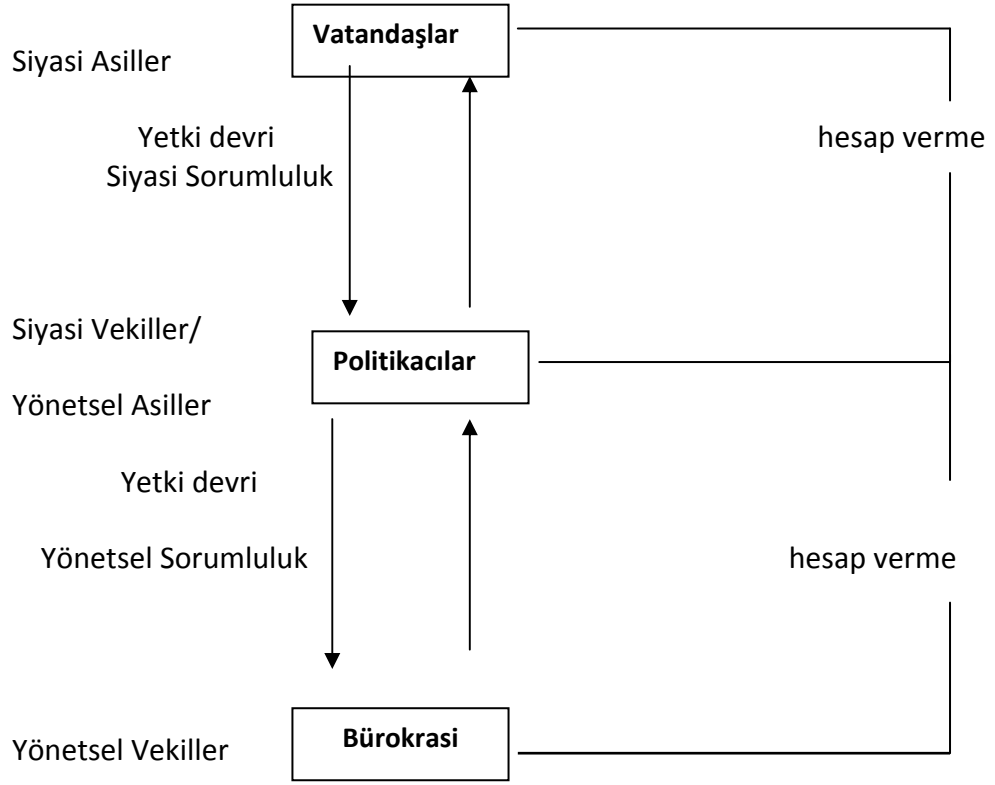 Vatandaşlar
Siyasi Asiller
Yetki devri
hesap verme
Siyasi Sorumluluk
Siyasi Vekiller/
Politikacılar
Yönetsel Asiller
Yetki devri
Yönetsel Sorumluluk
hesap verme
Bürokrasi
Yönetsel Vekiller